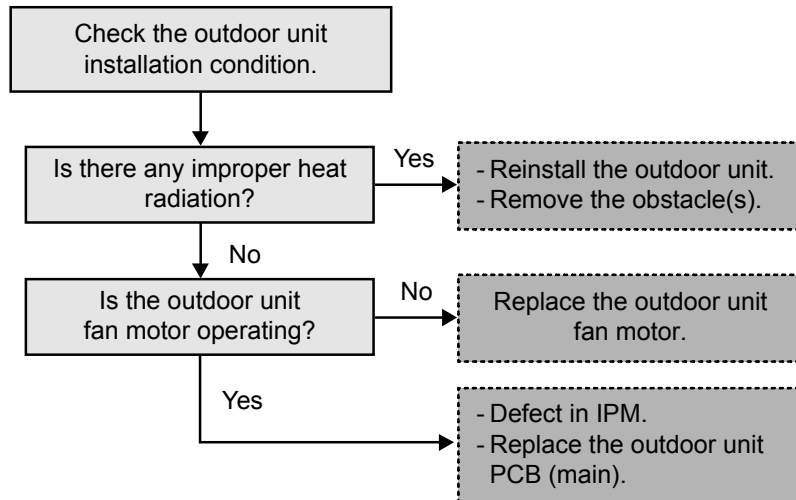 Check the outdoor unit
installation condition.
Is there any improper heat
radiation?
Yes
- Reinstall the outdoor unit.
- Remove the obstacle(s).
No
Is the outdoor unit
fan motor operating?
No
Replace the outdoor unit
fan motor.
Yes
- Defect in IPM.
- Replace the outdoor unit
PCB (main).